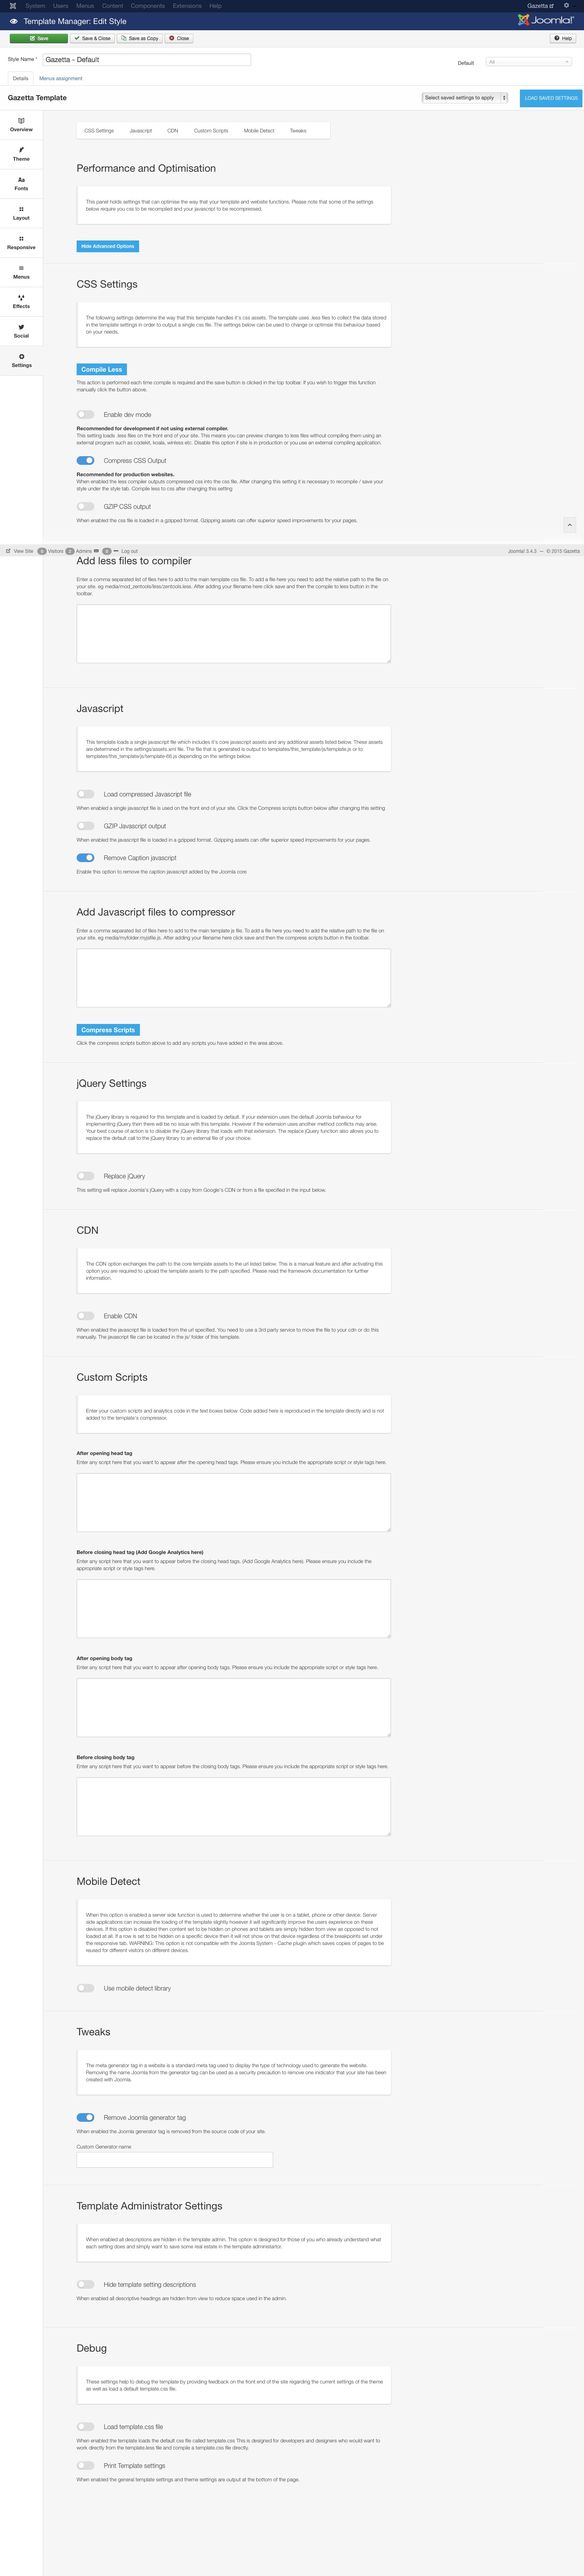 System Users Menus Content Components Extensions Help Gazetta
Template Manager: Edit Style Joomla!®
Save Save & Close Save as Copy Close Help
Style Name * Gazetta - Default Default All
Details Menus assignment
Gazetta Template Select saved settings to apply LOAD SAVED SETTINGS
Overview
Theme
Aa
Fonts
Layout
Responsive
Menus
Effects
Social
Settings
CSS Settings Javascript CDN Custom Scripts Mobile Detect Tweaks
Performance and Optimisation
This panel holds settings that can optimise the way that your template and website functions. Please note that some of the settings
below require you css to be recompiled and your javascript to be recompressed.
Hide Advanced Options
CSS Settings
The following settings determine the way that this template handles it's css assets. The template uses .less files to collect the data stored
in the template settings in order to output a single css file. The settings below can be used to change or optimise this behaviour based
on your needs.
Compile Less
This action is performed each time compile is required and the save button is clicked in the top toolbar. If you wish to trigger this function
manually click the button above.
Enable dev mode
Recommended for development if not using external compiler.
This setting loads .less files on the front end of your site. This means you can preview changes to less files without compiling them using an
external program such as codekit, koala, winless etc. Disable this option if site is in production or you use an external compiling application.
Compress CSS Output
Recommended for production websites.
When enabled the less compiler outputs compressed css into the css file. After changing this setting it is necessary to recompile / save your
style under the style tab. Compile less to css after changing this setting
GZIP CSS output
When enabled the css file is loaded in a gzipped format. Gzipping assets can offer superior speed improvements for your pages.
View Site 0 Visitors 2 Admins 0 Log out Joomla! 3.4.3 — © 2015 Gazetta
Add less files to compiler
Enter a comma separated list of files here to add to the main template css file. To add a file here you need to add the relative path to the file on
your site. eg media/mod_zentools/less/zentools.less. After adding your filename here click save and then the compile to less button in the
toolbar.
Javascript
This template loads a single javascript file which includes it's core javascript assets and any additional assets listed below. These assets
are determined in the settings/assets.xml file. The file that is generated is output to templates/this_template/js/template.js or to
templates/this_template/js/template-59.js depending on the settings below.
Load compressed Javascript file
When enabled a single javascript file is used on the front end of your site. Click the Compress scripts button below after changing this setting
GZIP Javascript output
When enabled the javascript file is loaded in a gzipped format. Gzipping assets can offer superior speed improvements for your pages.
Remove Caption javascript
Enable this option to remove the caption javascript added by the Joomla core
Add Javascript files to compressor
Enter a comma separated list of files here to add to the main template js file. To add a file here you need to add the relative path to the file on
your site. eg media/myfolder.myjsfile.js. After adding your filename here click save and then the compress scripts button in the toolbar.
Compress Scripts
Click the compress scripts button above to add any scripts you have added in the area above.
jQuery Settings
The jQuery library is required for this template and is loaded by default. If your extension uses the default Joomla behaviour for
implementing jQuery then there will be no issue with this template. However if the extension uses another method conflicts may arise.
Your best course of action is to disable the jQuery library that loads with that extension. The replace jQuery function also allows you to
replace the default call to the jQuery library to an external file of your choice.
Replace jQuery
This setting will replace Joomla's jQuery with a copy from Google's CDN or from a file specified in the input below.
CDN
The CDN option exchanges the path to the core template assets to the url listed below. This is a manual feature and after activating this
option you are required to upload the template assets to the path specified. Please read the framework documentation for further
information.
Enable CDN
When enabled the javascript file is loaded from the url specified. You need to use a 3rd party service to move the file to your cdn or do this
manually. The javascript file can be located in the js/ folder of this template.
Custom Scripts
Enter your custom scripts and analytics code in the text boxes below. Code added here is reproduced in the template directly and is not
added to the template's compressor.
After opening head tag
Enter any script here that you want to appear after the opening head tags. Please ensure you include the appropriate script or style tags here.
Before closing head tag (Add Google Analytics here)
Enter any script here that you want to appear before the closing head tags. (Add Google Analytics here). Please ensure you include the
appropriate script or style tags here.
After opening body tag
Enter any script here that you want to appear after opening body tags. Please ensure you include the appropriate script or style tags here.
Before closing body tag
Enter any script here that you want to appear before the closing body tags. Please ensure you include the appropriate script or style tags here.
Mobile Detect
When this option is enabled a server side function is used to determine whether the user is on a tablet, phone or other device. Server
side applications can increase the loading of the template slightly however it will significantly improve the users experience on these
devices. If this option is disabled then content set to be hidden on phones and tablets are simply hidden from view as opposed to not
loaded at all. If a row is set to be hidden on a specific device then it will not show on that device regardless of the breakpoints set under
the responsive tab. WARNING: This option is not compatible with the Joomla System - Cache plugin which saves copies of pages to be
reused for different visitors on different devices.
Use mobile detect library
Tweaks
The meta generator tag in a website is a standard meta tag used to display the type of technology used to generate the website.
Removing the name Joomla from the generator tag can be used as a security precaution to remove one indicator that your site has been
created with Joomla.
Remove Joomla generator tag
When enabled the Joomla generator tag is removed from the source code of your site.
Custom Generator name
Template Administrator Settings
When enabled all descriptions are hidden in the template admin. This option is designed for those of you who already understand what
each setting does and simply want to save some real estate in the template administartor.
Hide template setting descriptions
When enabled all descriptive headings are hidden from view to reduce space used in the admin.
Debug
These settings help to debug the template by providing feedback on the front end of the site regarding the current settings of the theme
as well as load a default template.css file.
Load template.css file
When enabled the template loads the default css file called template.css This is designed for developers and designers who would want to
work directly from the template.less file and compile a template.css file directly.
Print Template settings
When enabled the general template settings and theme settings are output at the bottom of the page.